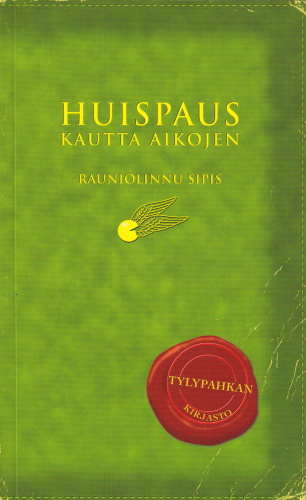 HUISPAUS
KAUTTA AIKOJEN
RAUNIOLINNU SIPIS
TYLYPAHKAN
KIRJASTO